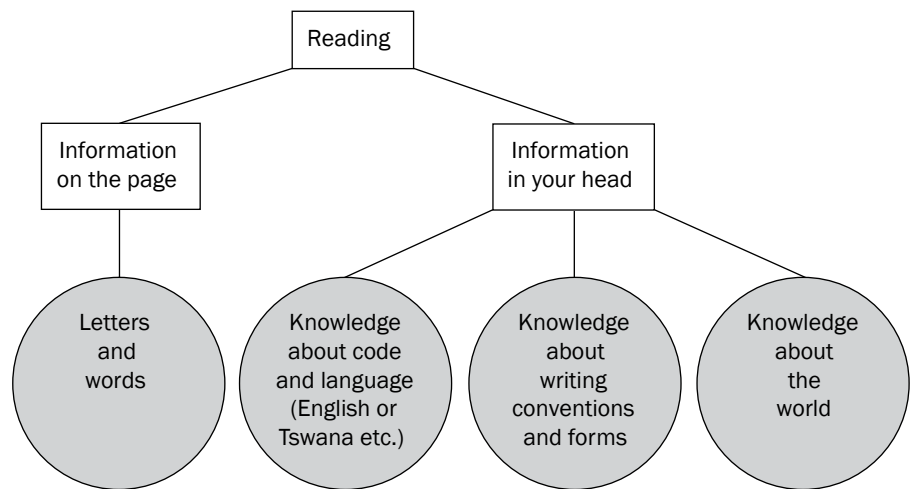 Reading
Information
on the page
Information
in your head
Letters
and
words
Knowledge
about code
and language
(English or
Tswana etc.)
Knowledge
about
writing
conventions
and forms
Knowledge
about
the
world